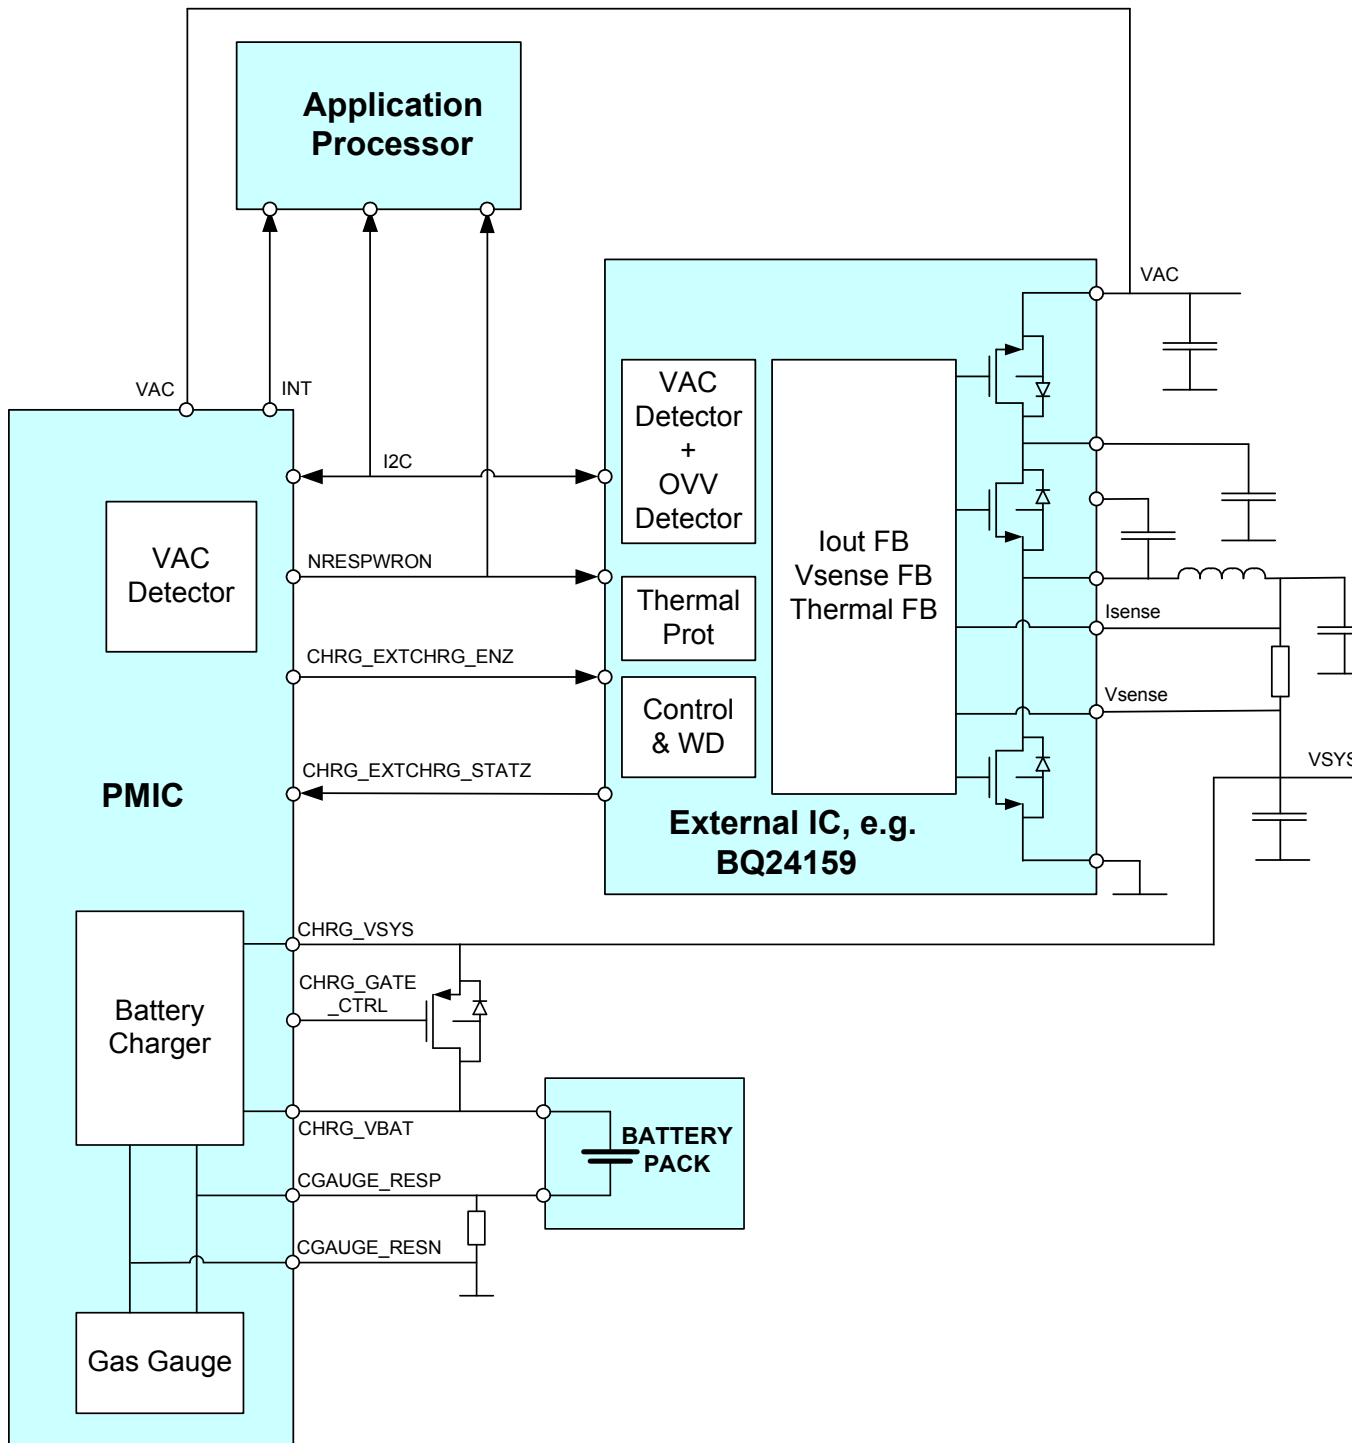 Application
Processor
VAC
VAC
INT
I2C
VAC
Detector
+
OVV
Detector
Iout FB
Vsense FB
Thermal FB
VAC
Detector
NRESPWRON
Thermal
Prot
Isense
CHRG_EXTCHRG_ENZ
Control
& WD
Vsense
CHRG_EXTCHRG_STATZ
VSYS
PMIC
External IC, e.g.
BQ24159
CHRG_VSYS
CHRG_GATE
_CTRL
Battery
Charger
CHRG_VBAT
BATTERY
PACK
CGAUGE_RESP
CGAUGE_RESN
Gas Gauge